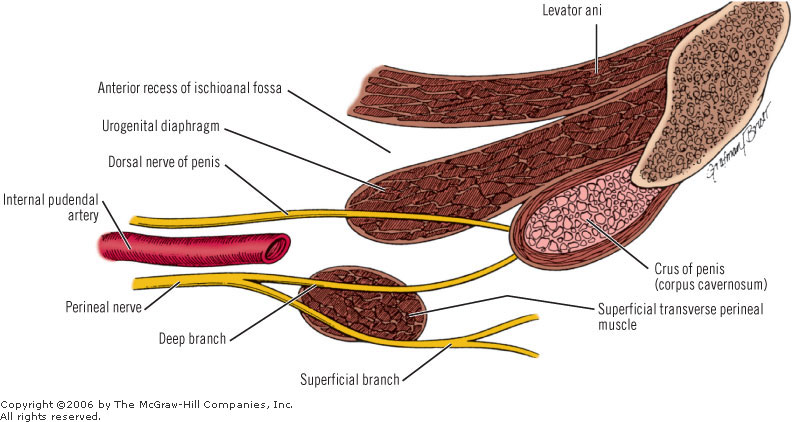 Levator ani
Anterior recess of ischioanal fossa
Urogenital diaphragm
Dorsal nerve of penis
Internal pudendal
artery
Crus of penis
(corpus cavernosum)
Perineal nerve
Superficial transverse perineal
muscle
Deep branch
Superficial branch
Copyright ©2006 by The McGraw-Hill Companies, Inc.
All rights reserved.